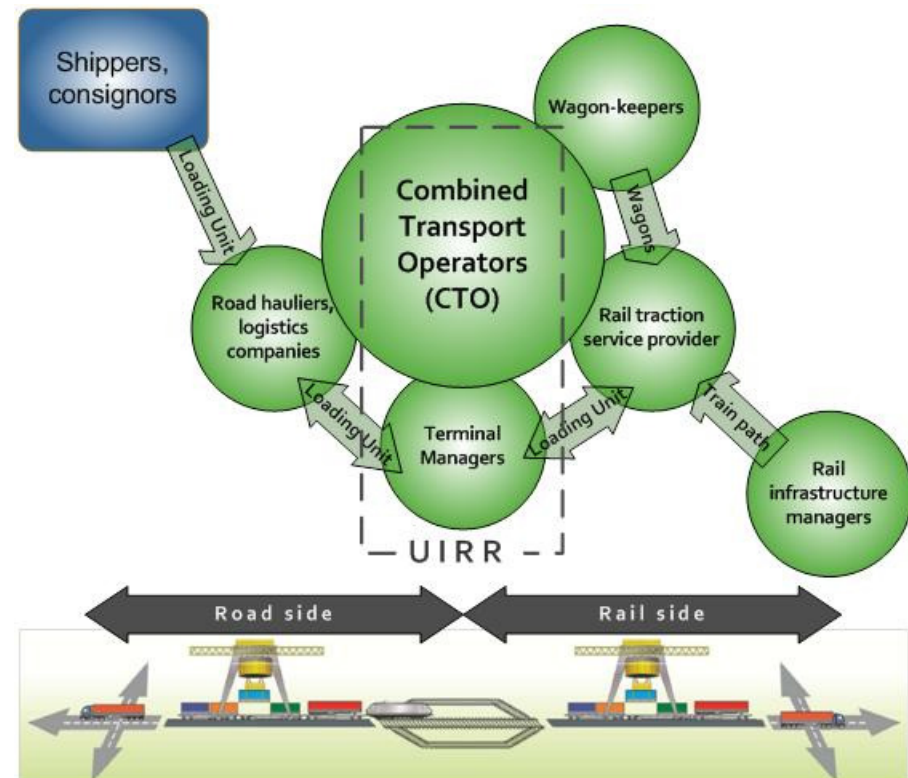 Shippers,
consignors
Wagon-keepers
Loading Unit
Combined
Transport
Operators
(CTO)
Wagons
Road hauliers,
logistics
companies
Rail traction
service provider
Loading Unit
Terminal
Managers
Loading Unit
Train path
Rail
infrastructure
managers
UIRR
Road side
Rail side